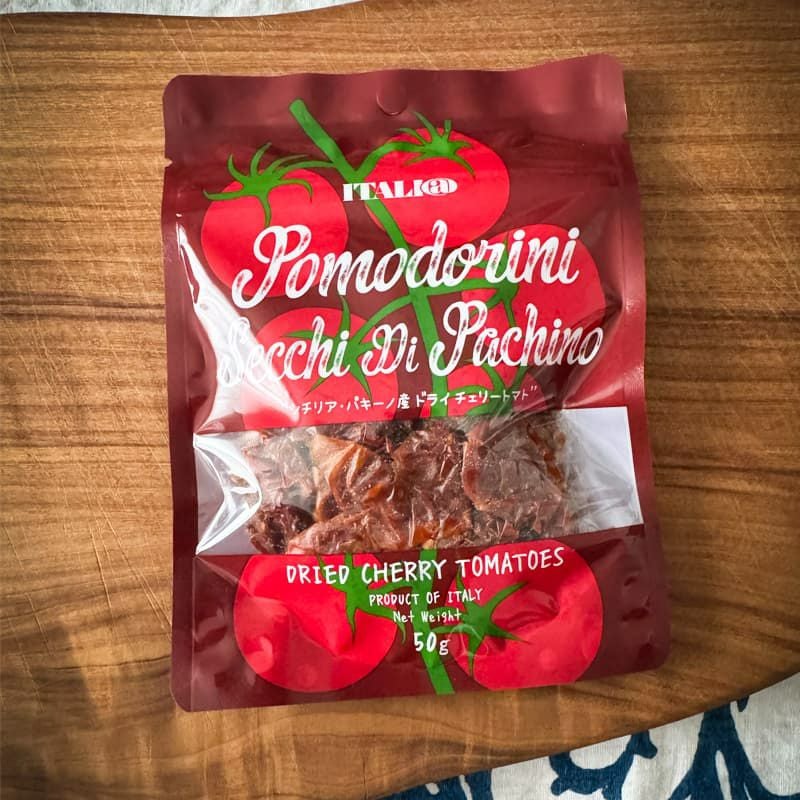 ITALI@
Pomodorini
Secchi Di Pachino
チリア・パキーノ産 ドライチェリートマト"
DRIED CHERRY TOMATOES
PRODUCT OF ITALY
Net Weight
50g